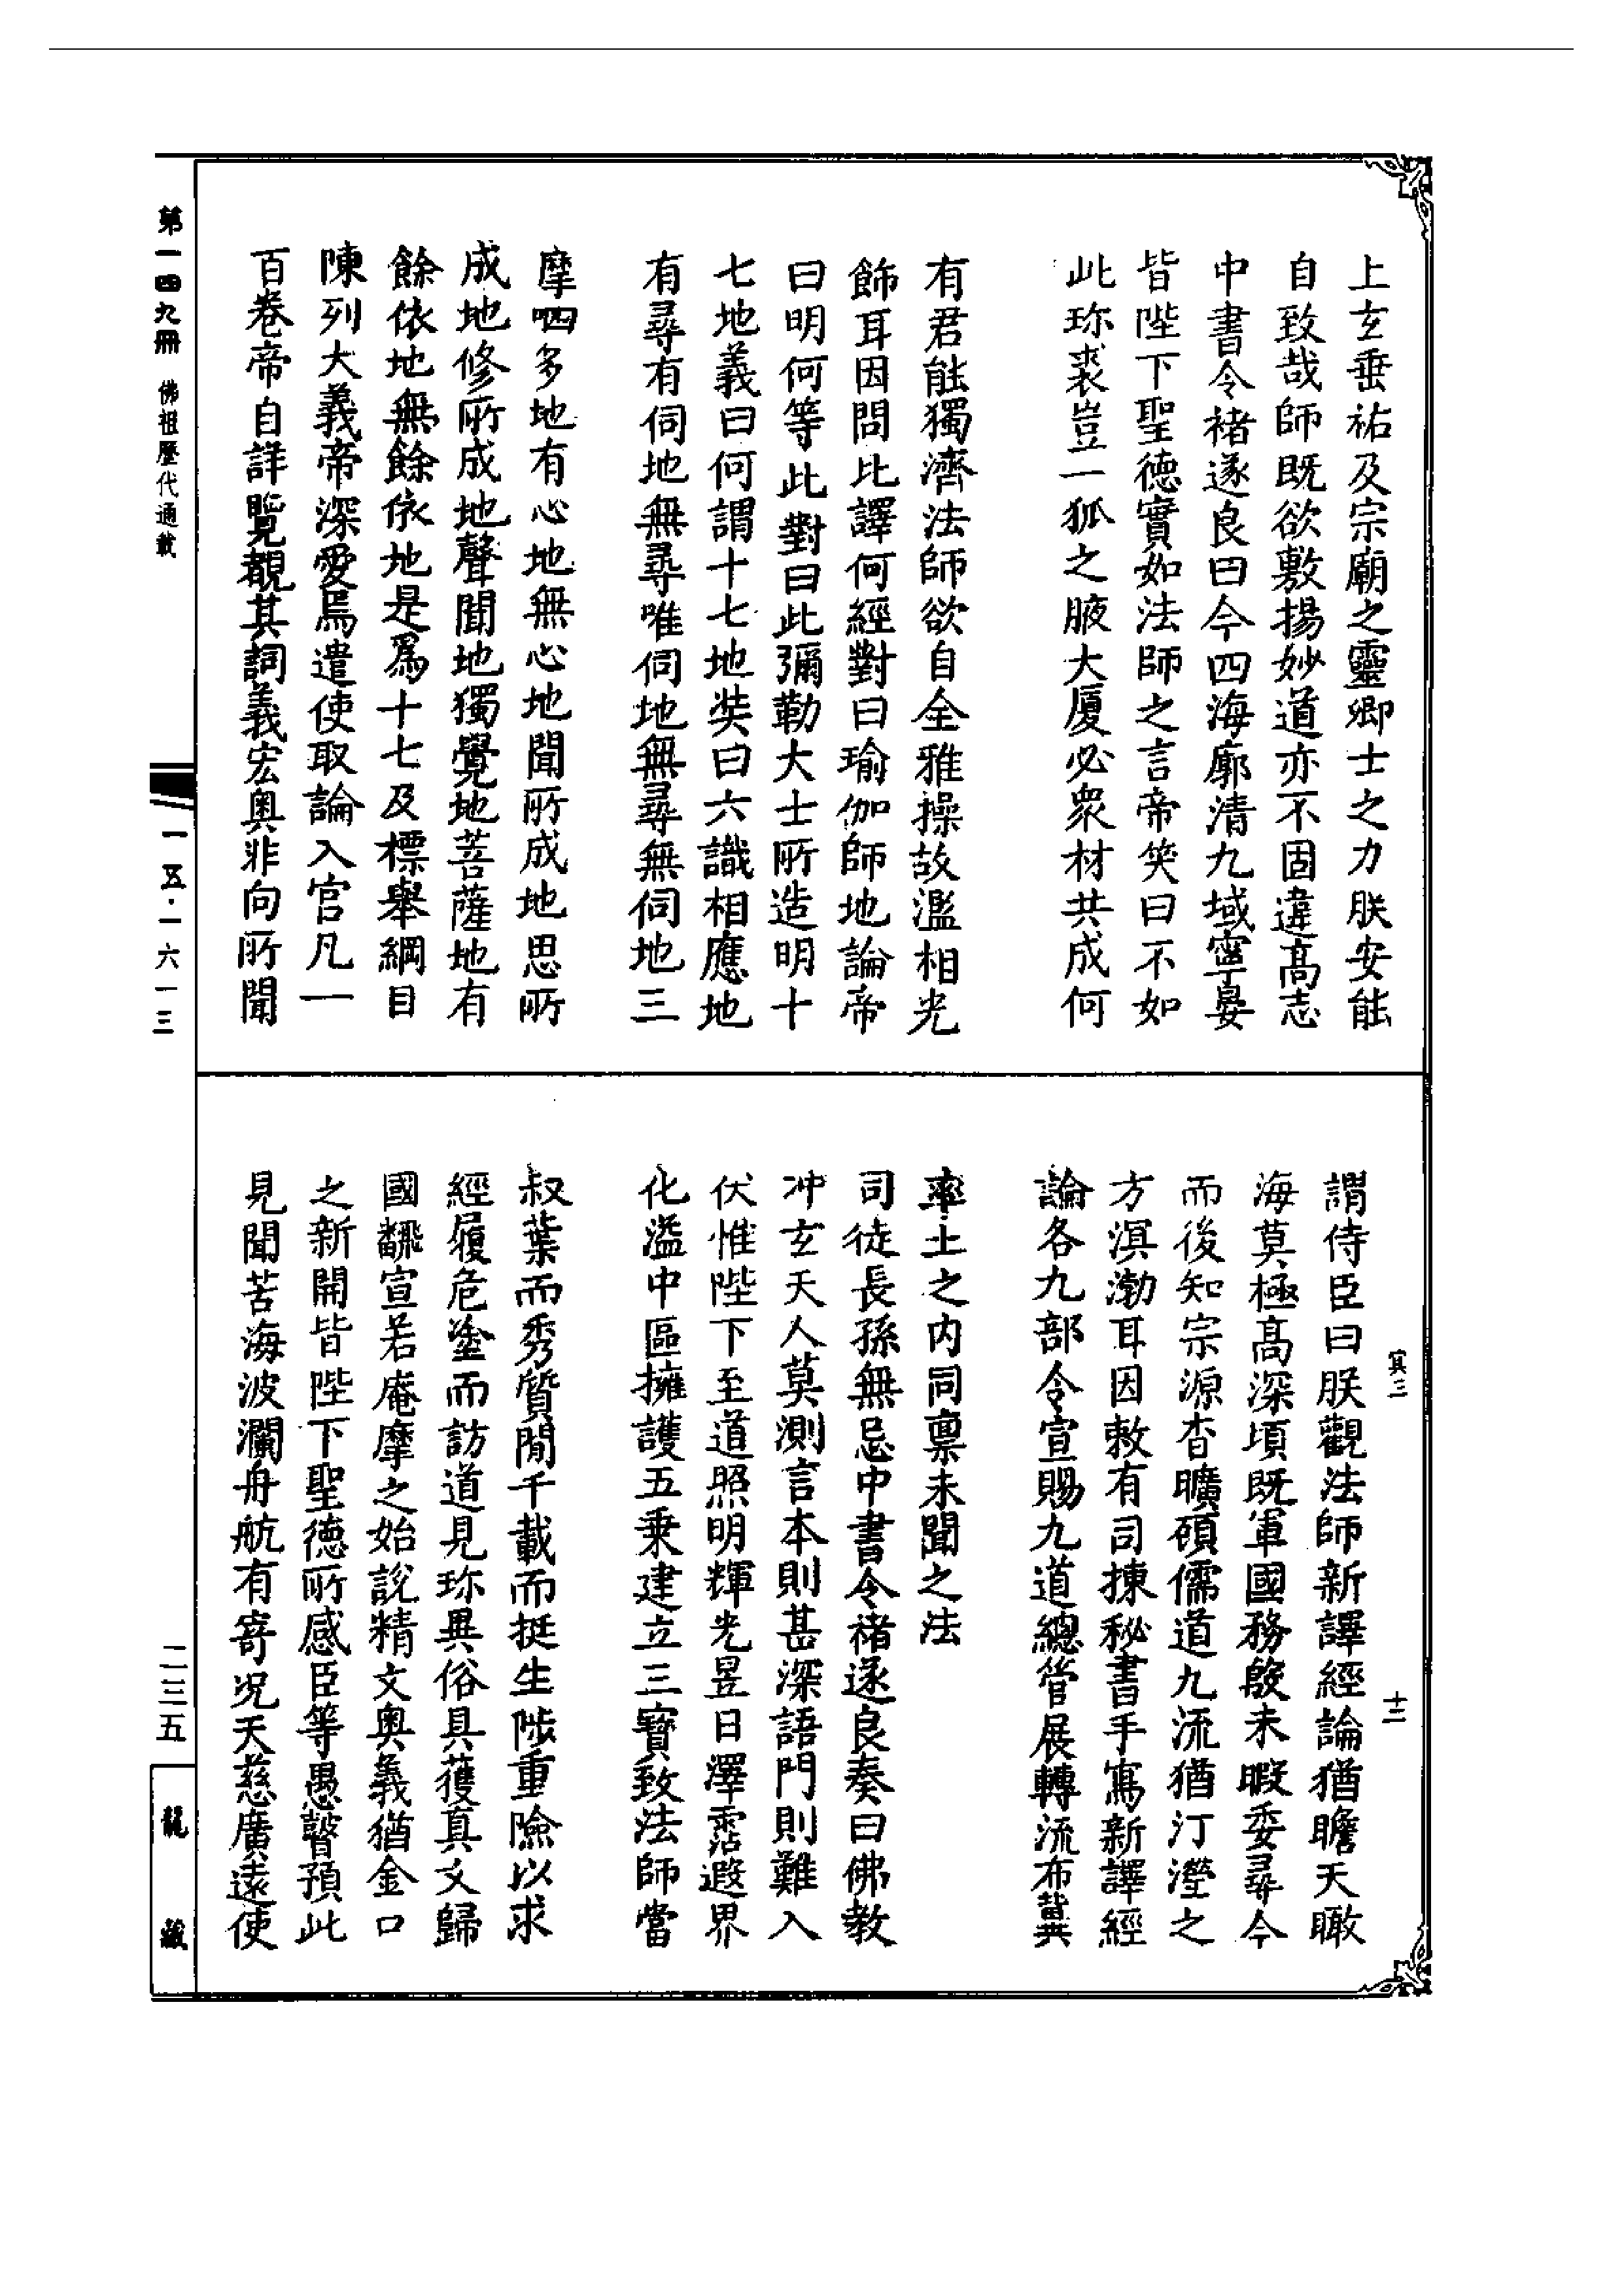 上玄垂祐及宗廟之靈卿士之力朕安能
自致哉師既欲敷揚妙道亦不固違高志
中書令褚遂良曰今四海廓清九域寧晏
皆陛下聖德實如法師之言帝笑曰不如
此珎裘豈一狐之腋大厦必衆材共成何
有君能獨濟法師欲自全雅操故濫相光
飾耳因問比譯何經對曰瑜伽師地論帝
曰明何等此對曰此彌勒大士所造明十
七地義曰何謂十七地奘曰六識相應地
有尋有伺地無尋唯伺地無尋無伺地三
摩呬多地有心地無心地聞所成地思所
成地修所成地聲聞地獨覺地菩薩地有
餘依地無餘依地是爲十七及標舉綱目
陳列大義帝深愛焉遣使取論入官凡一
百卷帝自詳覽覩其詞義宏奥非向所聞
謂侍臣曰朕觀法師新譯經論猶瞻天瞰
海莫極高深頃既軍國務殷未暇委尋今
而後知宗源杳曠碩儒道九流猶汀瀅之
方溟渤耳因敕有司揀秘書手寫新譯經
論各九部令宣賜九道總管展轉流布冀
率土之内同禀未聞之法
司徒長孫無忌中書令褚遂良奏曰佛教
冲玄天人莫測言本則甚深語門則難入
伏惟陛下至道照明輝光昱日澤霑遐界
化溢中區擁護五乘建立三寶致法師當
叔葉而秀質閒千載而挺生陟重險以求
經履危塗而訪道見珎異俗具獲真文歸
國飜宣若庵摩之始說精文奥義猶金口
之新開皆陛下聖德所感臣等愚瞽預此
見聞苦海波瀾舟航有寄况天慈廣遠使
冥三
十三
第一四九冊 佛祖歷代通載
一五·一六一三
二三五
龍藏